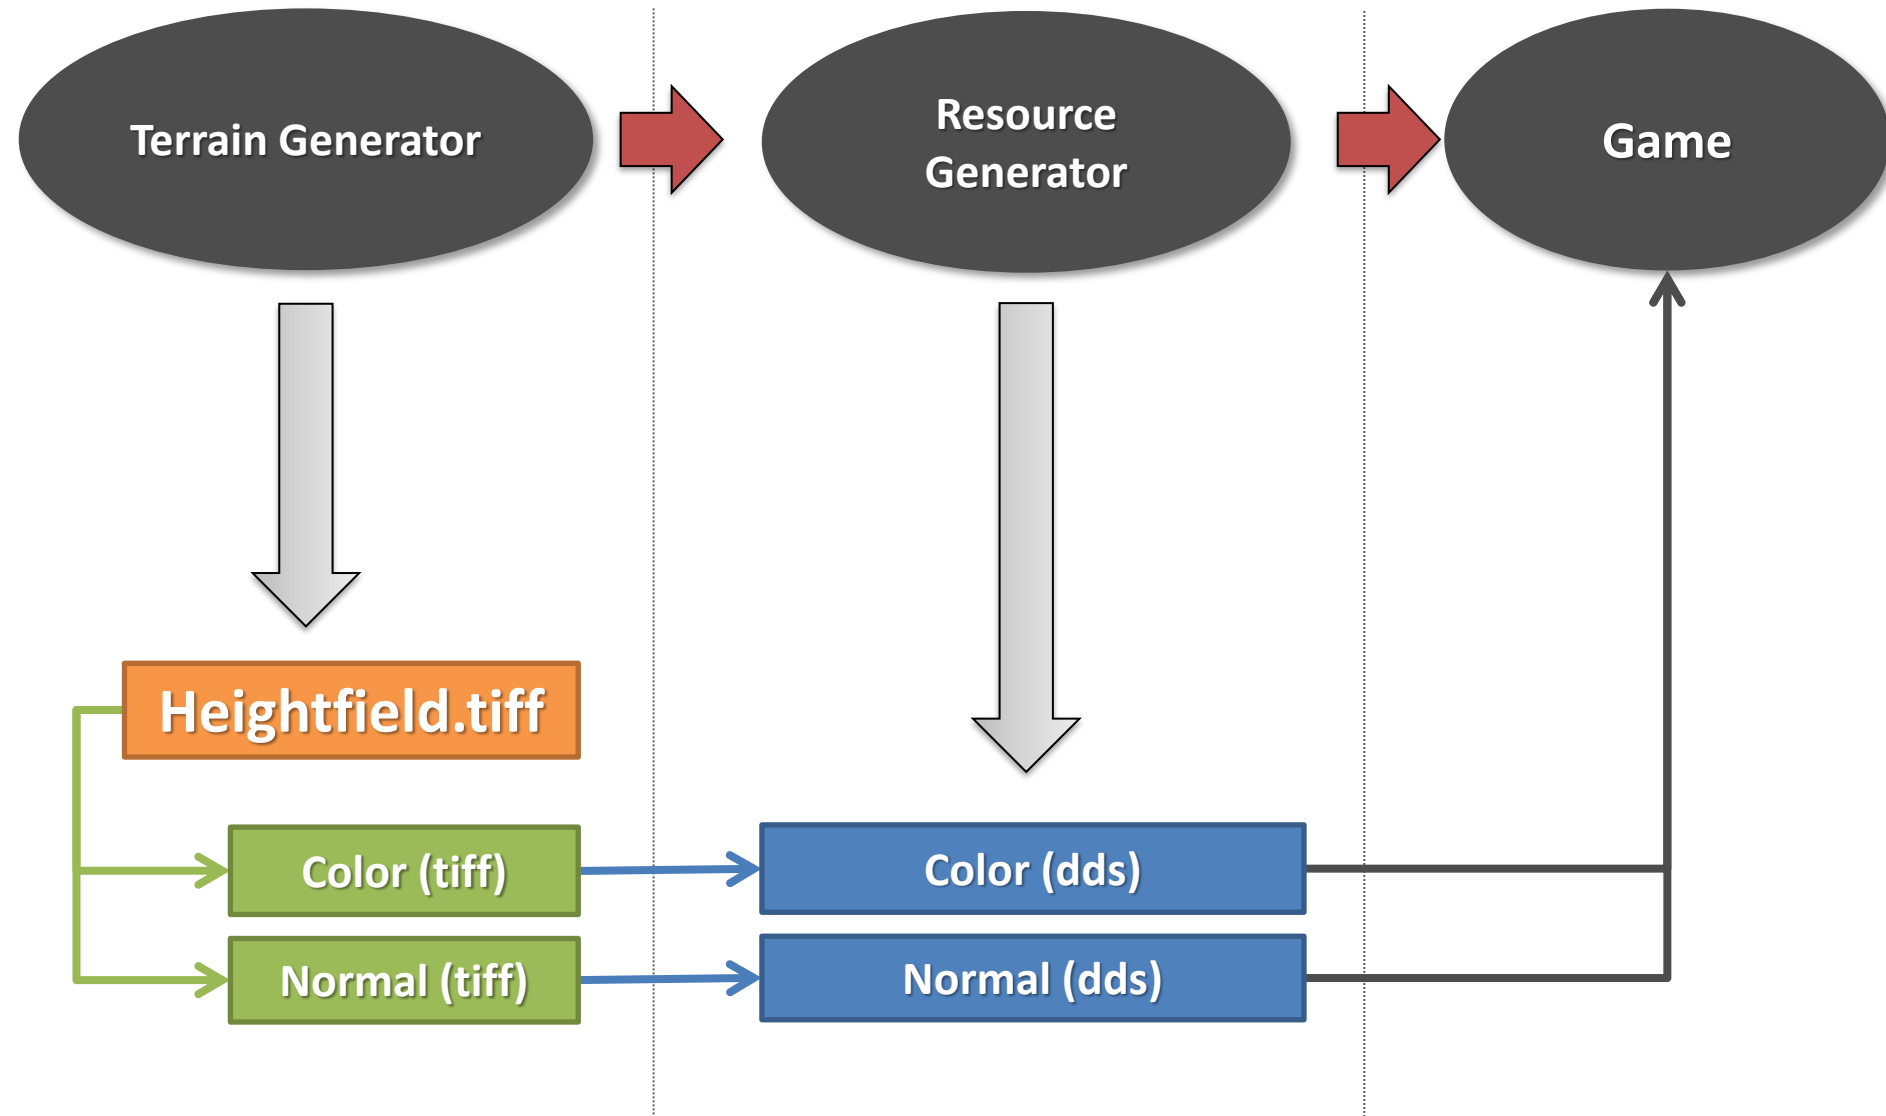 Terrain Generator
Resource
Generator
Game
Heightfield.tiff
Color (tiff)
Color (dds)
Normal (tiff)
Normal (dds)